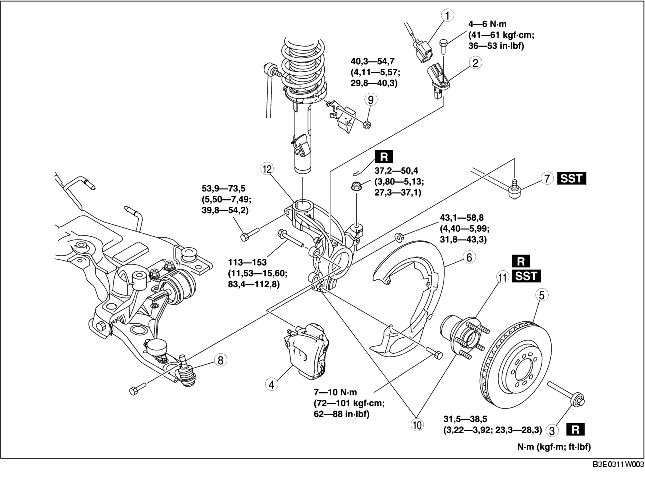 1
4—6 N·m
(41—61 kgf·cm;
36—53 in·lbf)
2
40,3—54,7
(4,11—5,57;
29,8—40,3)
9
R
37,2—50,4
(3,80—5,13;
27,3—37,1)
12
7 SST
53,9—73,5
(5,50—7,49;
39,8—54,2)
43,1—58,8
(4,40—5,99;
31,8—43,3)
113—153
(11,53—15,60;
83,4—112,8)
6
R
11 SST
5
8
4
7—10 N·m
(72—101 kgf·cm;
62—88 in·lbf)
10
31,5—38,5
(3,22—3,92; 23,3—28,3)
3 R
N·m (kgf·m; ft·lbf)
B3E0311W003